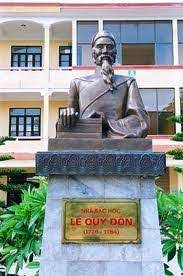 NHÀ BÁC HỌC
LÊ QUÝ ĐÔN
(1726 - 1784)